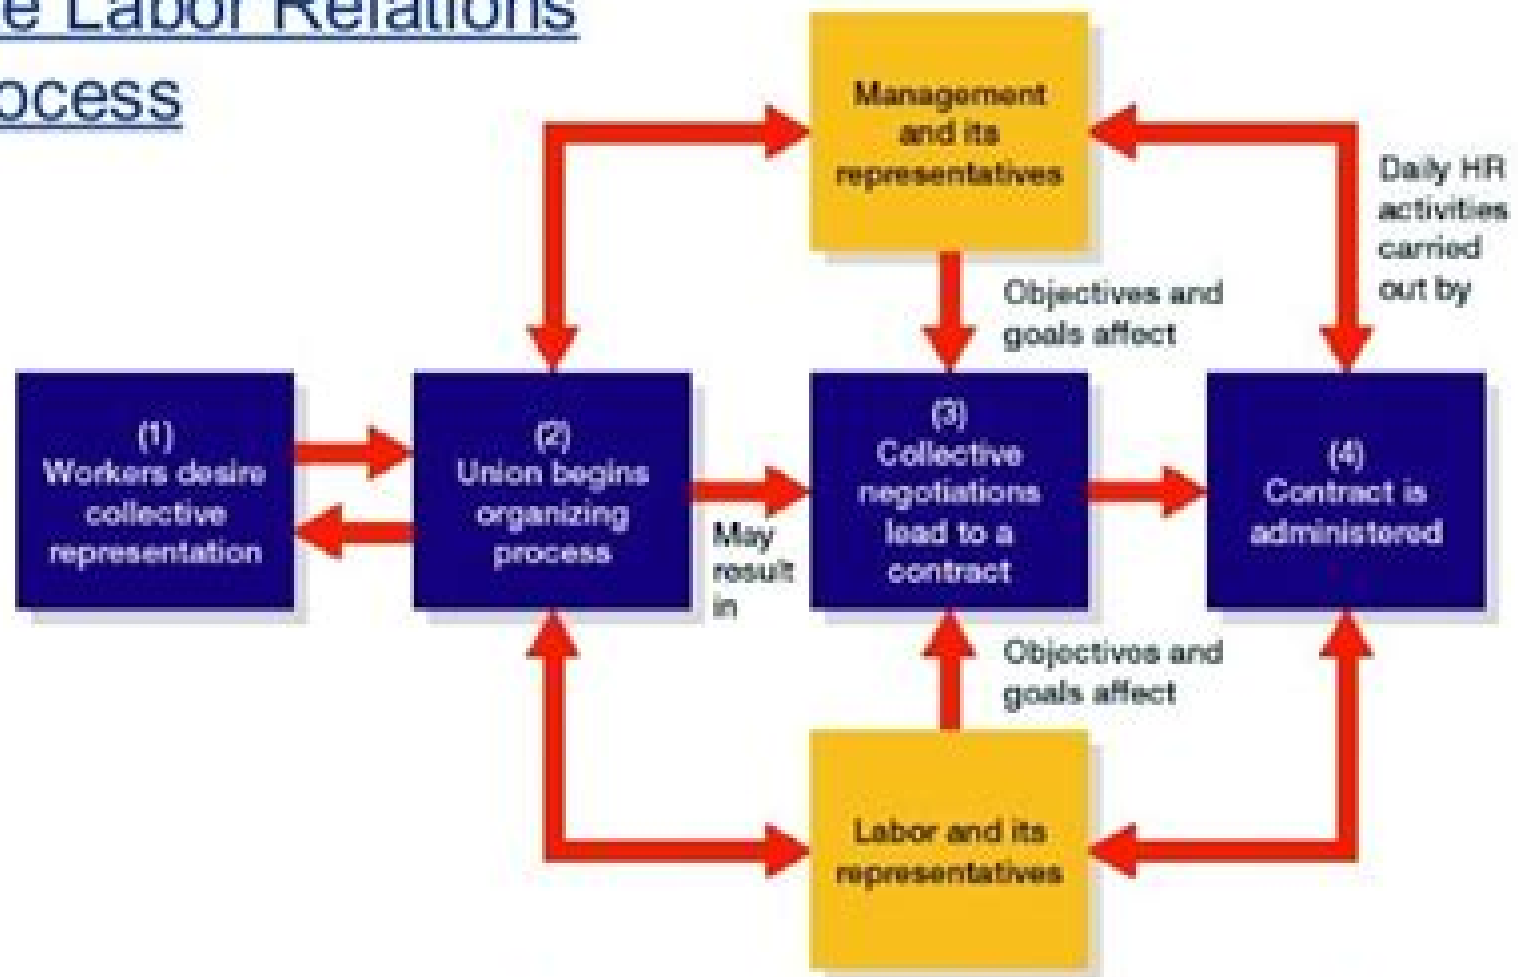 e Labor Relations
ocess
Management
and its
representatives
Daily HR
activities
carried
out by
Objectives and
goals affect
(1)
Workers desire
collective
representation
(2)
Union begins
organizing
process
May
result
in
(3)
Collective
negotiations
lead to a
contract
(4)
Contract is
administered
Objectives and
goals affect
Labor and its
representatives